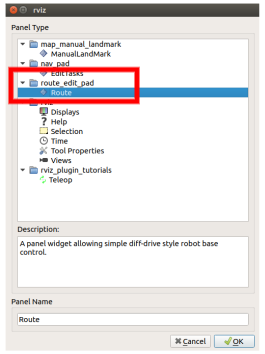 rviz
Panel Type
map_manual_landmark
ManualLandMark
nav_pad
EditTasks
route_edit_pad
Route
rviz
Displays
Help
Selection
Time
Tool Properties
Views
rviz_plugin_tutorials
Teleop
Description:
A panel widget allowing simple diff-drive style robot base
control.
Panel Name
Route
Cancel
OK